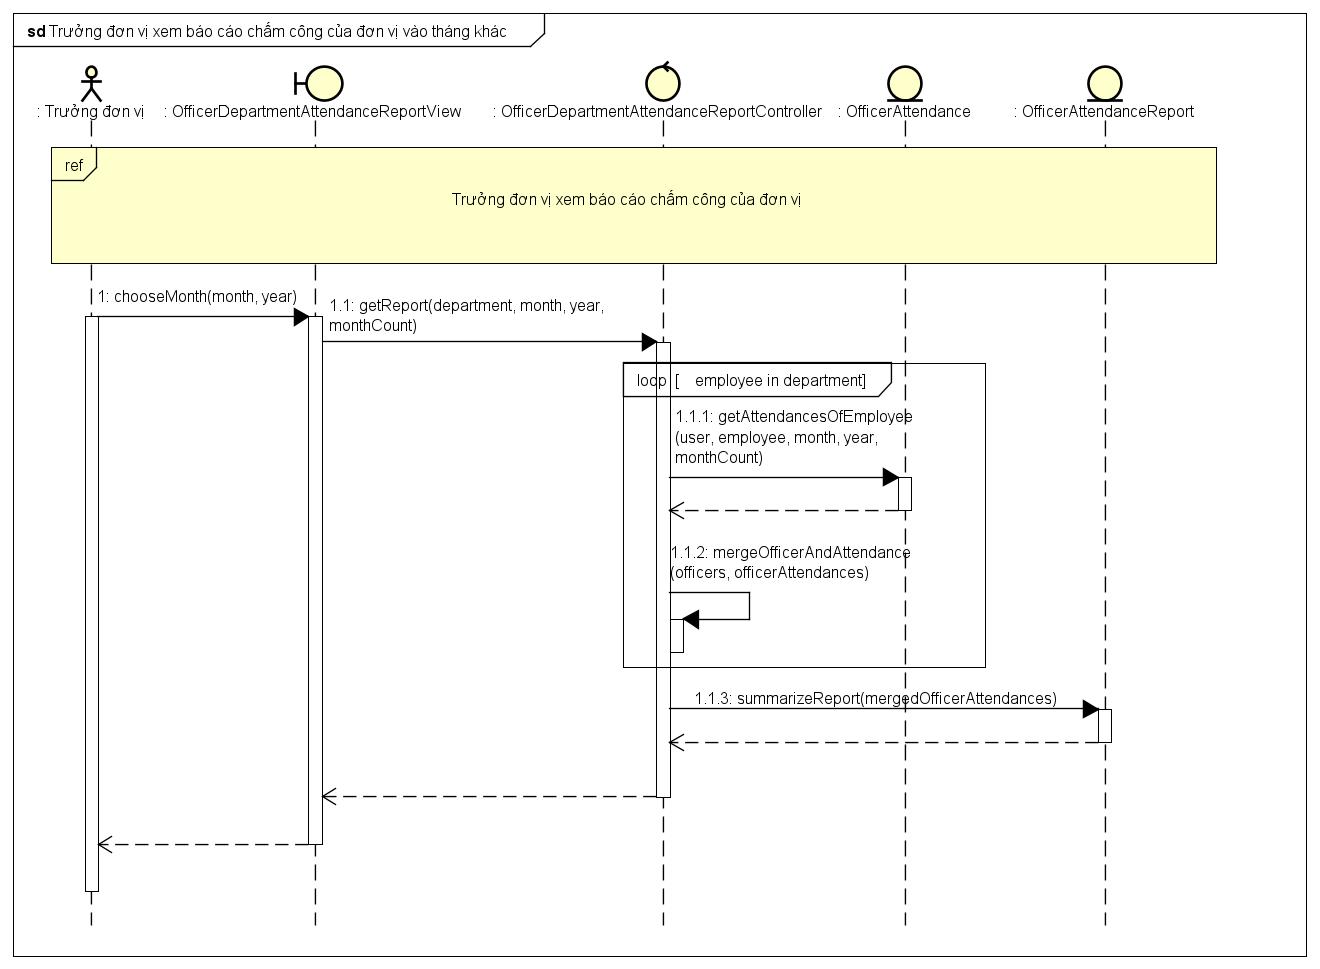 sd Trưởng đơn vị xem báo cáo chấm công của đơn vị vào tháng khác
: Trưởng đơn vị
: OfficerDepartmentAttendanceReportView
: OfficerDepartmentAttendanceReportController
: OfficerAttendance
: OfficerAttendanceReport
ref
Trưởng đơn vị xem báo cáo chấm công của đơn vị
1: chooseMonth(month, year)
1.1: getReport(department, month, year,
monthCount)
loop [ employee in department]
1.1.1: getAttendancesOfEmployee
(user, employee, month, year,
monthCount)
1.1.2: mergeOfficerAndAttendance
(officers, officerAttendances)
1.1.3: summarizeReport(mergedOfficerAttendances)